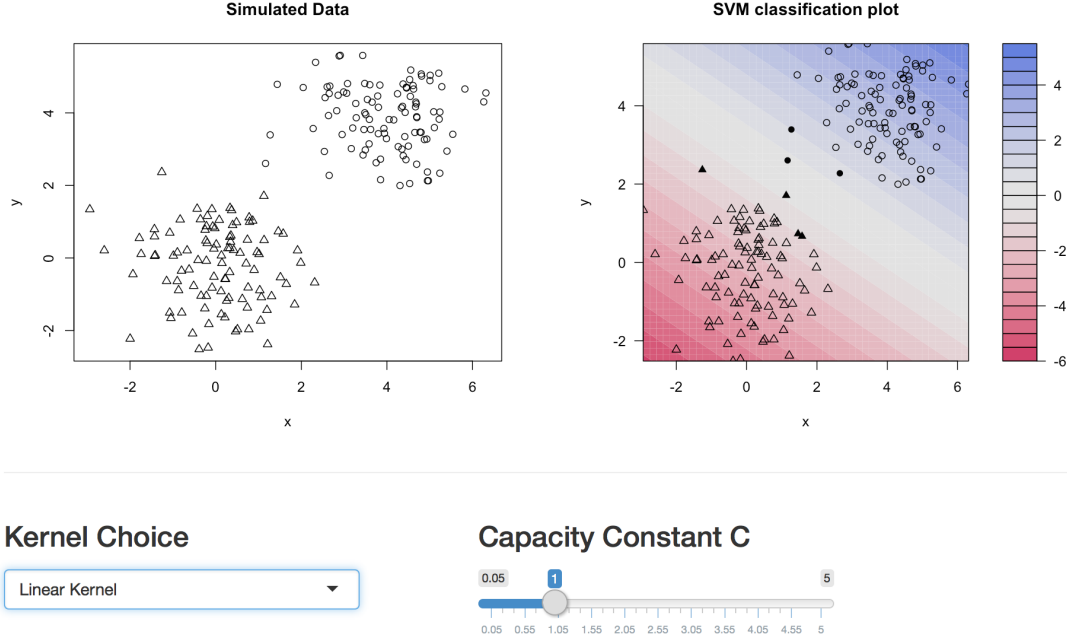 Simulated Data
SVM classification plot
4
2
0
-2
y
-2 0 2 4 6
x
4
2
0
-2
y
-2 0 2 4 6
x
4
2
0
-2
-4
-6
Kernel Choice
Capacity Constant C
Linear Kernel
0.05 1 5
0.05 0.55 1.05 1.55 2.05 2.55 3.05 3.55 4.05 4.55 5